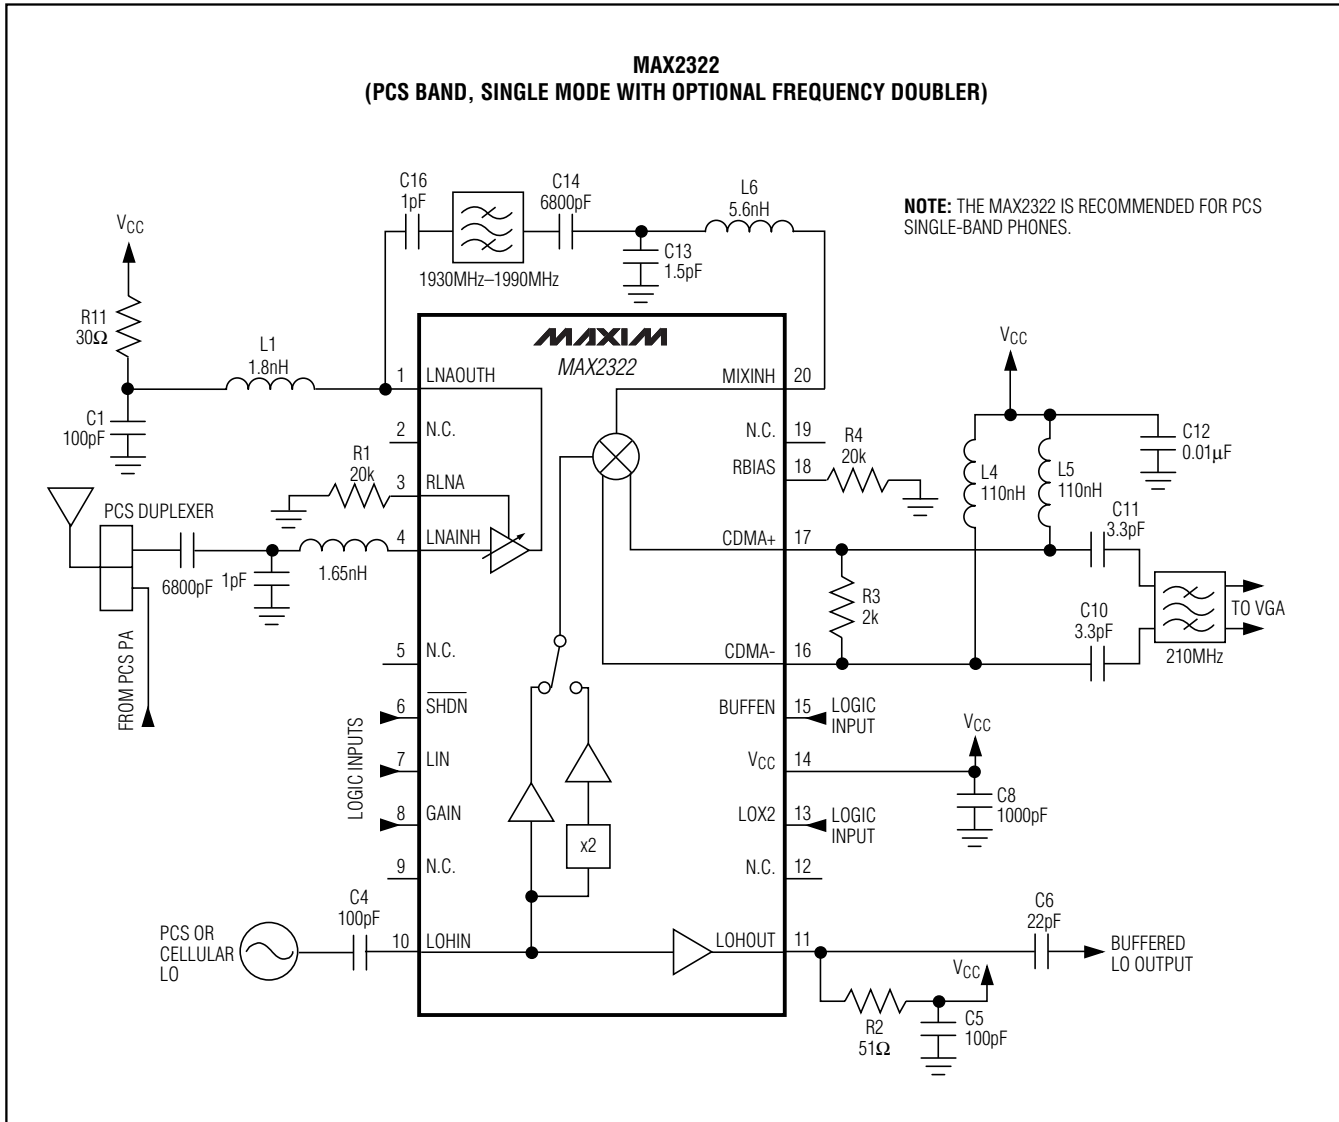 MAX2322
(PCS BAND, SINGLE MODE WITH OPTIONAL FREQUENCY DOUBLER)
NOTE: THE MAX2322 IS RECOMMENDED FOR PCS
SINGLE-BAND PHONES.
C16
1pF
C14
6800pF
L6
5.6nH
C13
1.5pF
1930MHz–1990MHz
VCC
R11
30Ω
L1
1.8nH
C1
100pF
MAXIM
MAX2322
1 LNAOUTH
2 N.C.
R1
20k
3 RLNA
4 LNAINH
PCS DUPLEXER
6800pF
1pF
1.65nH
FROM PCS PA
5 N.C.
6 SHDN
7 LIN
8 GAIN
LOGIC INPUTS
9 N.C.
C4
100pF
10 LOHIN
PCS OR
CELLULAR
LO
x2
MIXINH 20
N.C. 19
RBIAS 18
R4
20k
CDMA+ 17
CDMA- 16
R3
2k
VCC
L4
110nH
L5
110nH
C12
0.01µF
C11
3.3pF
C10
3.3pF
210MHz
TO VGA
BUFFEN 15 LOGIC
INPUT
VCC 14
VCC
C8
1000pF
LOX2 13 LOGIC
INPUT
N.C. 12
LOHOUT 11
C6
22pF
BUFFERED
LO OUTPUT
VCC
R2
51Ω
C5
100pF